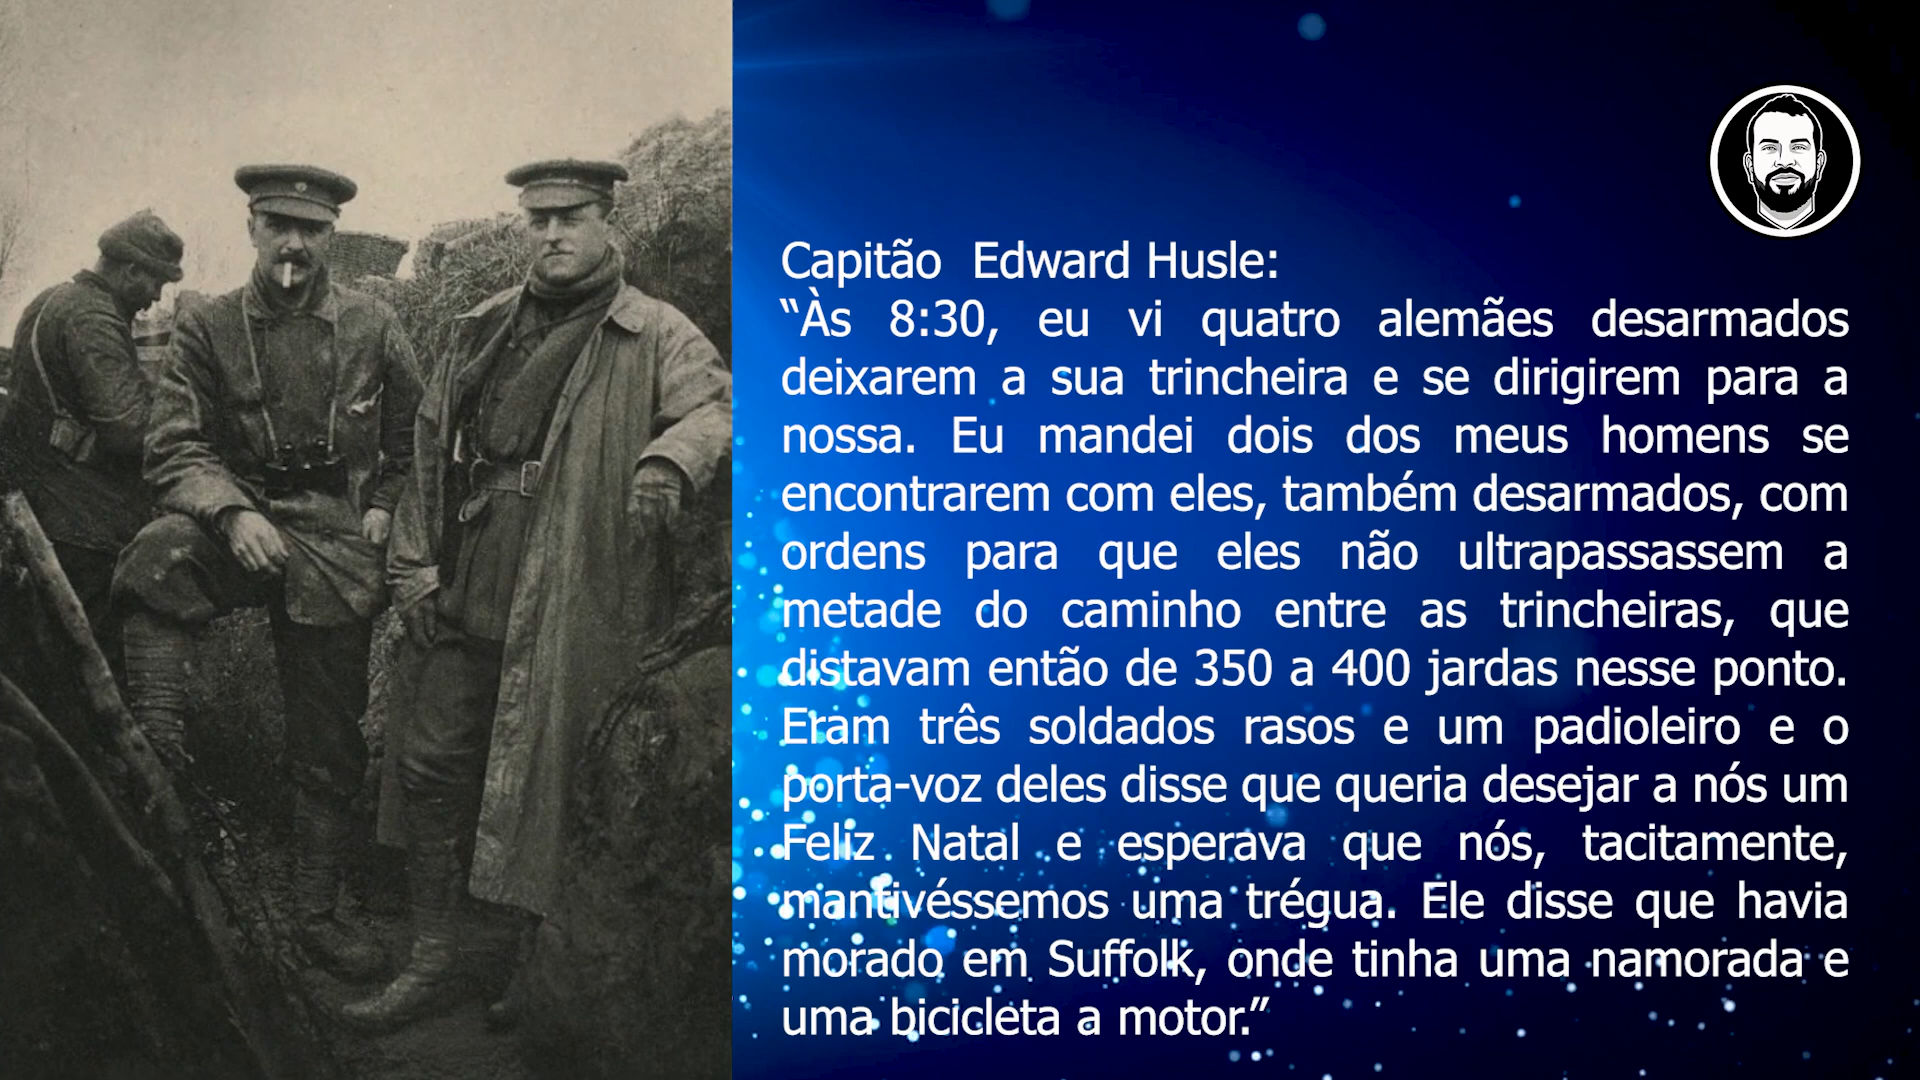 Capitão Edward Husle:
“Às 8:30, eu vi quatro alemães desarmados
deixarem a sua trincheira e se dirigirem para a
nossa. Eu mandei dois dos meus homens se
encontrarem com eles, também desarmados, com
ordens para que eles não ultrapassassem a
metade do caminho entre as trincheiras, que
distavam então de 350 a 400 jardas nesse ponto.
Eram três soldados rasos e um padioleiro e o
porta-voz deles disse que queria desejar a nós um
Feliz Natal e esperava que nós, tacitamente,
mantivéssemos uma trégua. Ele disse que havia
morado em Suffolk, onde tinha uma namorada e
uma bicicleta a motor.”